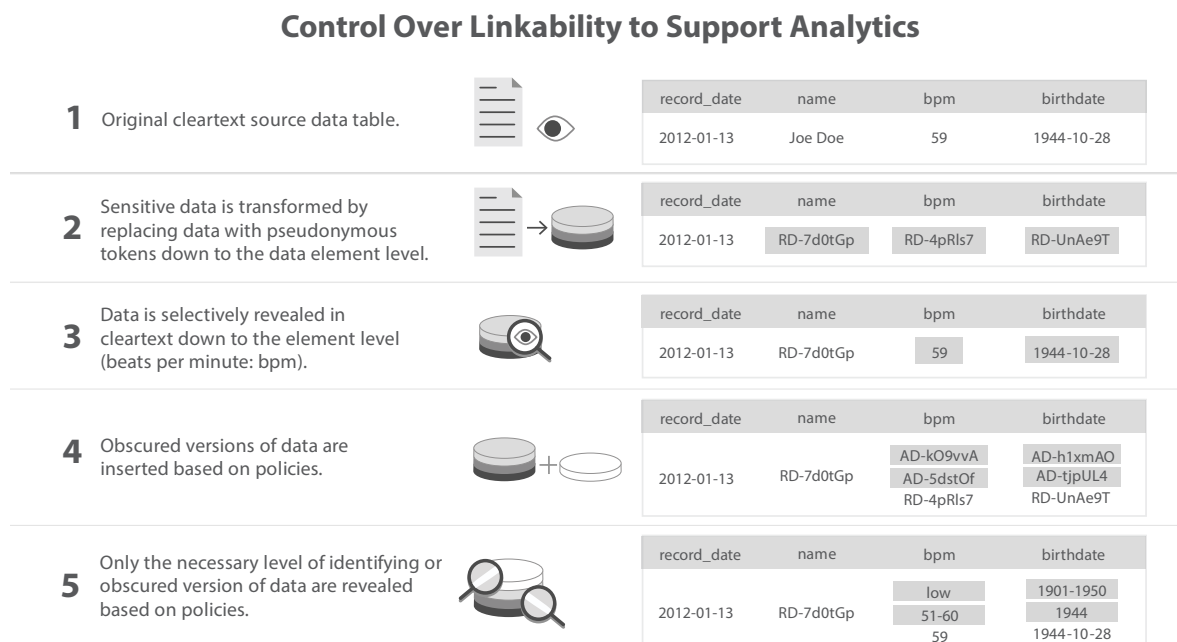 Control Over Linkability to Support Analytics
1 Original cleartext source data table.
record_date name bpm birthdate
2012-01-13 Joe Doe 59 1944-10-28
2 Sensitive data is transformed by
replacing data with pseudonymous
tokens down to the data element level.
record_date name bpm birthdate
2012-01-13 RD-7d0tGp RD-4pRls7 RD-UnAe9T
3 Data is selectively revealed in
cleartext down to the element level
(beats per minute: bpm).
record_date name bpm birthdate
2012-01-13 RD-7d0tGp 59 1944-10-28
4 Obscured versions of data are
inserted based on policies.
record_date name bpm birthdate
AD-kO9vvA AD-h1xmAO
2012-01-13 RD-7d0tGp AD-5dstOf AD-tjpUL4
RD-4pRls7 RD-UnAe9T
5 Only the necessary level of identifying or
obscured version of data are revealed
based on policies.
record_date name bpm birthdate
low 1901-1950
2012-01-13 RD-7d0tGp 51-60 1944
59 1944-10-28